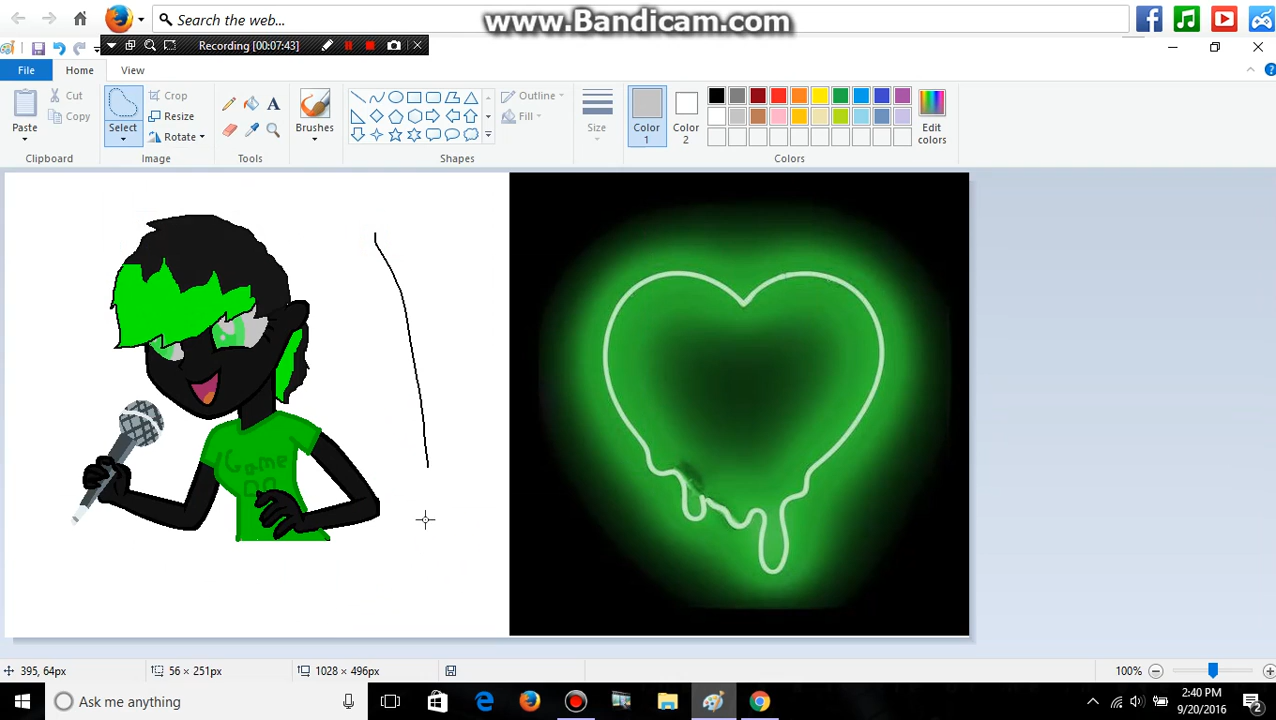 www.Bandicam.com
Search the web...
Recording [00:07:43]
File
Home
View
Paste
Cut
Copy
Clipboard
Select
Crop
Resize
Rotate
Image
Tools
Brushes
Outline
Fill
Shapes
Size
Color
1
Color
2
Edit
colors
Colors
Game
395, 64px
56 × 251px
1028 × 496px
100%
Ask me anything
2:40 PM
9/20/2016
2